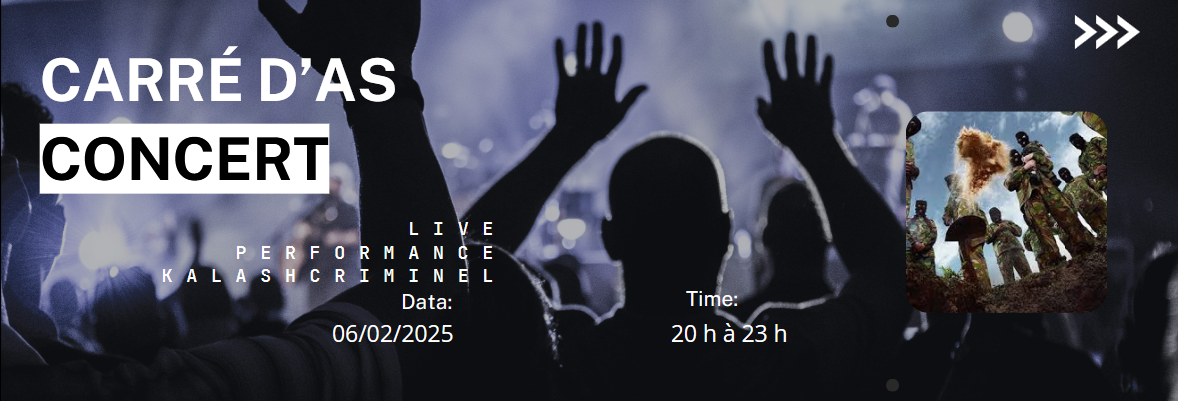 CARRÉ D’AS
CONCERT
LIVE
PERFORMANCE
KALASHCRIMINEL
Data:
06/02/2025
Time:
20 h à 23 h